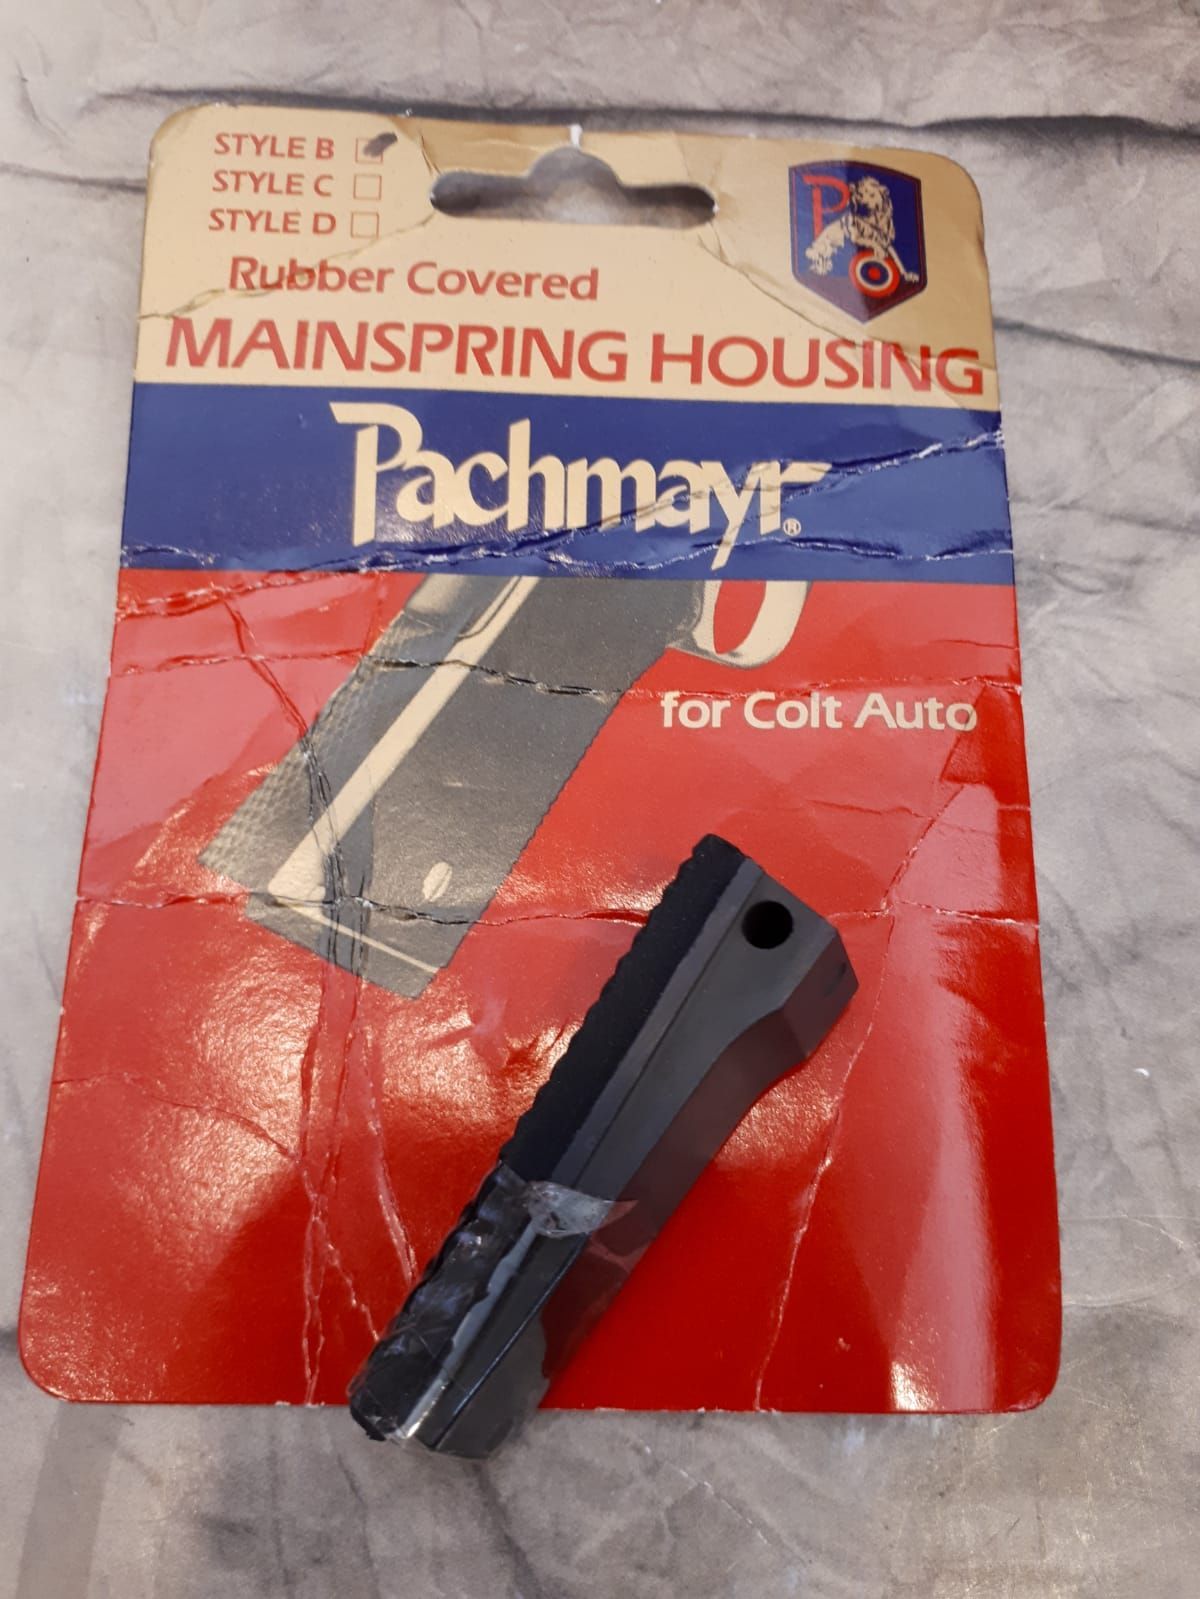 STYLE B
STYLE C
STYLE D
Rubber Covered
MAINSPRING HOUSING
P
Pachmayr®
for Colt Auto